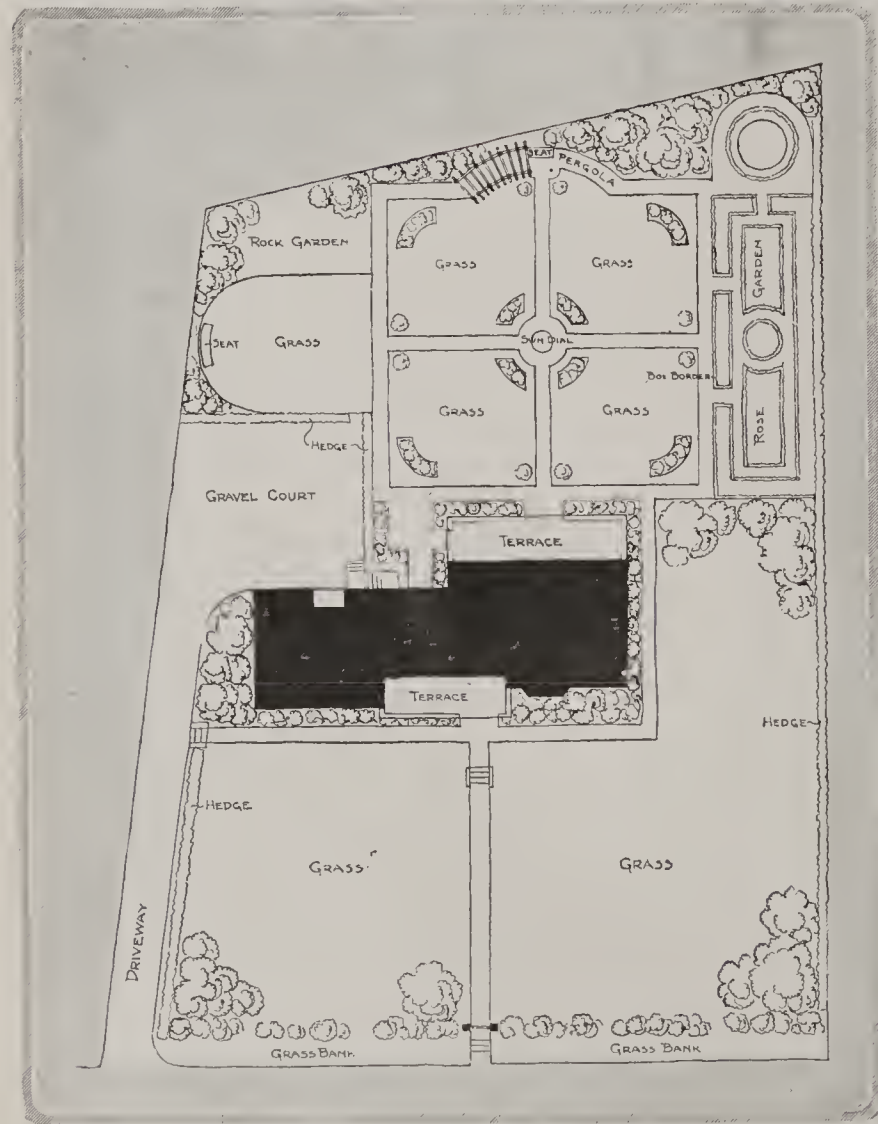 SEAT
PERGOLA
ROCK GARDEN
GRASS
GRASS
GARDEN
SEAT
GRASS
SUN DIAL
BOX BORDER
GRASS
GRASS
ROSE
HEDGE
GRAVEL COURT
TERRACE
TERRACE
HEDGE
HEDGE
GRASS
GRASS
DRIVEWAY
GRASS BANK
GRASS BANK